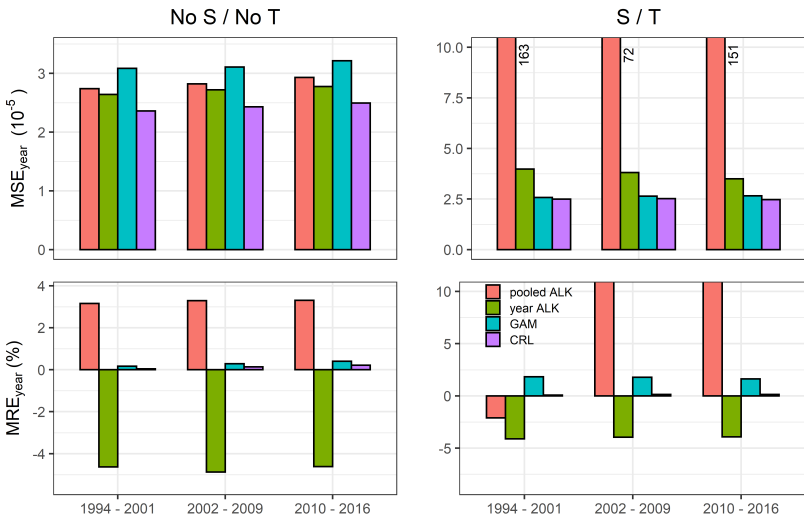 No S / No T
S / T
MSE_year (10^-5)
3
2
1
0
10.0
7.5
5.0
2.5
0.0
163
72
151
MRE_year (%)
4
2
0
-2
-4
10
5
0
-5
pooled ALK
year ALK
GAM
CRL
1994 - 2001
2002 - 2009
2010 - 2016
1994 - 2001
2002 - 2009
2010 - 2016